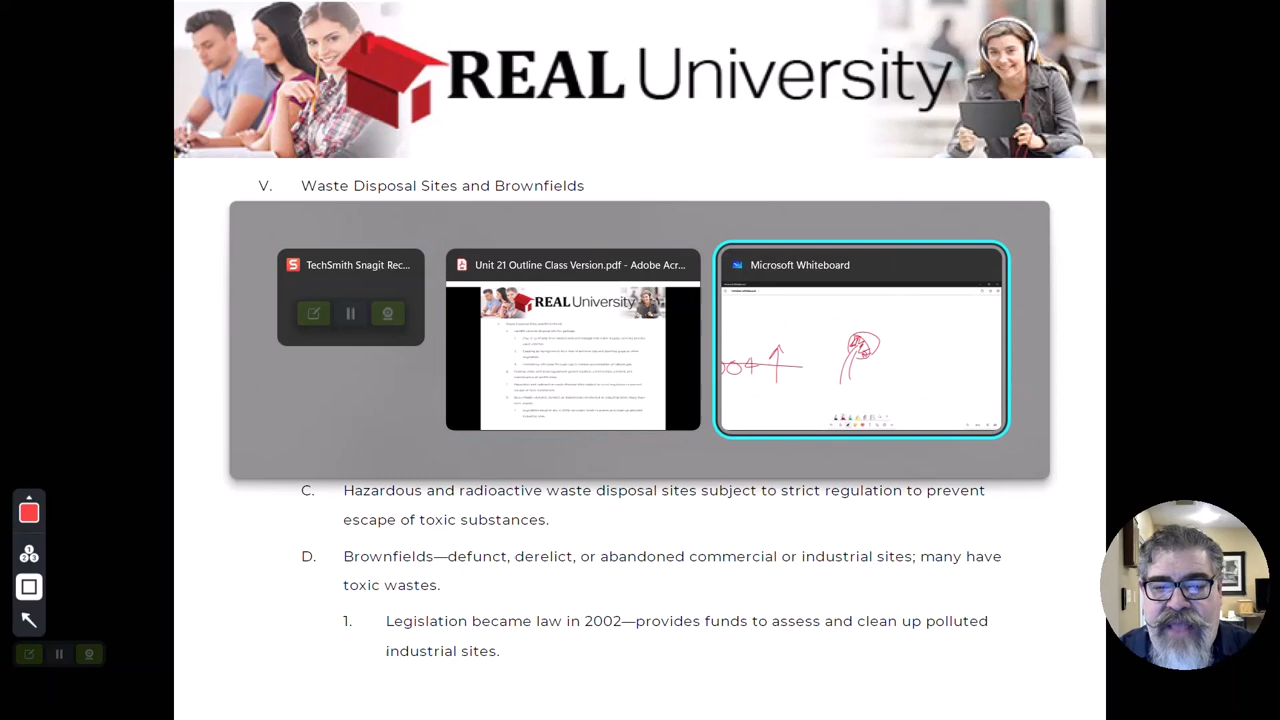 REAL University
V. Waste Disposal Sites and Brownfields
TechSmith Snagit Rec...
Unit 21 Outline Class Version.pdf - Adobe Acr...
Microsoft Whiteboard
REAL University
C. Hazardous and radioactive waste disposal sites subject to strict regulation to prevent
escape of toxic substances.
D. Brownfields—defunct, derelict, or abandoned commercial or industrial sites; many have
toxic wastes.
1. Legislation became law in 2002—provides funds to assess and clean up polluted
industrial sites.